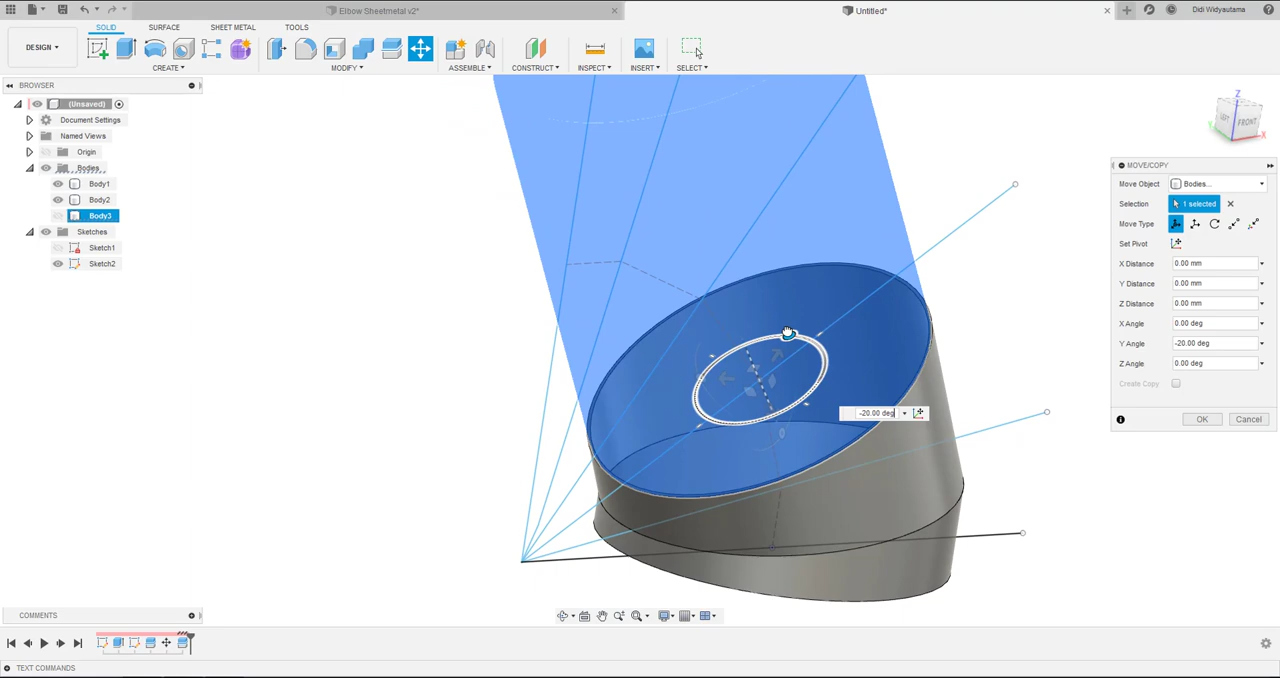 Elbow Sheetmetal v2*
Untitled*
Didi Widyautama
DESIGN
SOLID
SURFACE
SHEET METAL
TOOLS
CREATE
MODIFY
ASSEMBLE
CONSTRUCT
INSPECT
INSERT
SELECT
BROWSER
(Unsaved)
Document Settings
Named Views
Origin
Bodies
Body1
Body2
Body3
Sketches
Sketch1
Sketch2
Z
LEFT
FRONT
X
Y
MOVE/COPY
Move Object
Bodies...
Selection
1 selected
Move Type
Set Pivot
X Distance
0.00 mm
Y Distance
0.00 mm
Z Distance
0.00 mm
X Angle
0.00 deg
Y Angle
-20.00 deg
Z Angle
0.00 deg
Create Copy
OK
Cancel
-20.00 deg
COMMENTS
TEXT COMMANDS